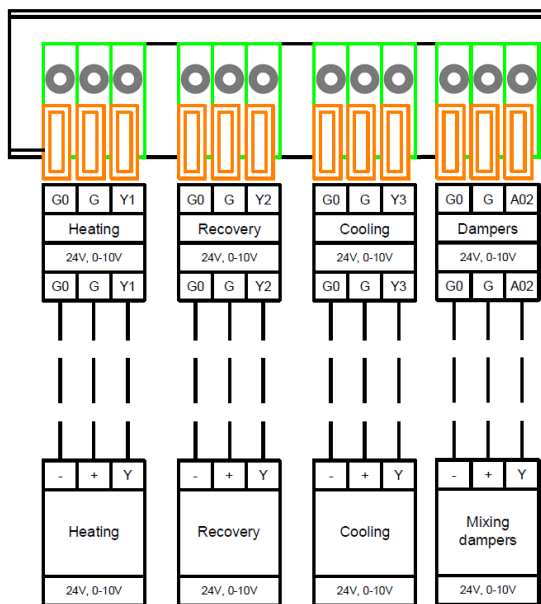 G0 G Y1 G0 G Y2 G0 G Y3 G0 G A02
Heating Recovery Cooling Dampers
24V, 0-10V 24V, 0-10V 24V, 0-10V 24V, 0-10V
G0 G Y1 G0 G Y2 G0 G Y3 G0 G A02
- + Y - + Y - + Y - + Y
Heating Recovery Cooling Mixing
dampers
24V, 0-10V 24V, 0-10V 24V, 0-10V 24V, 0-10V